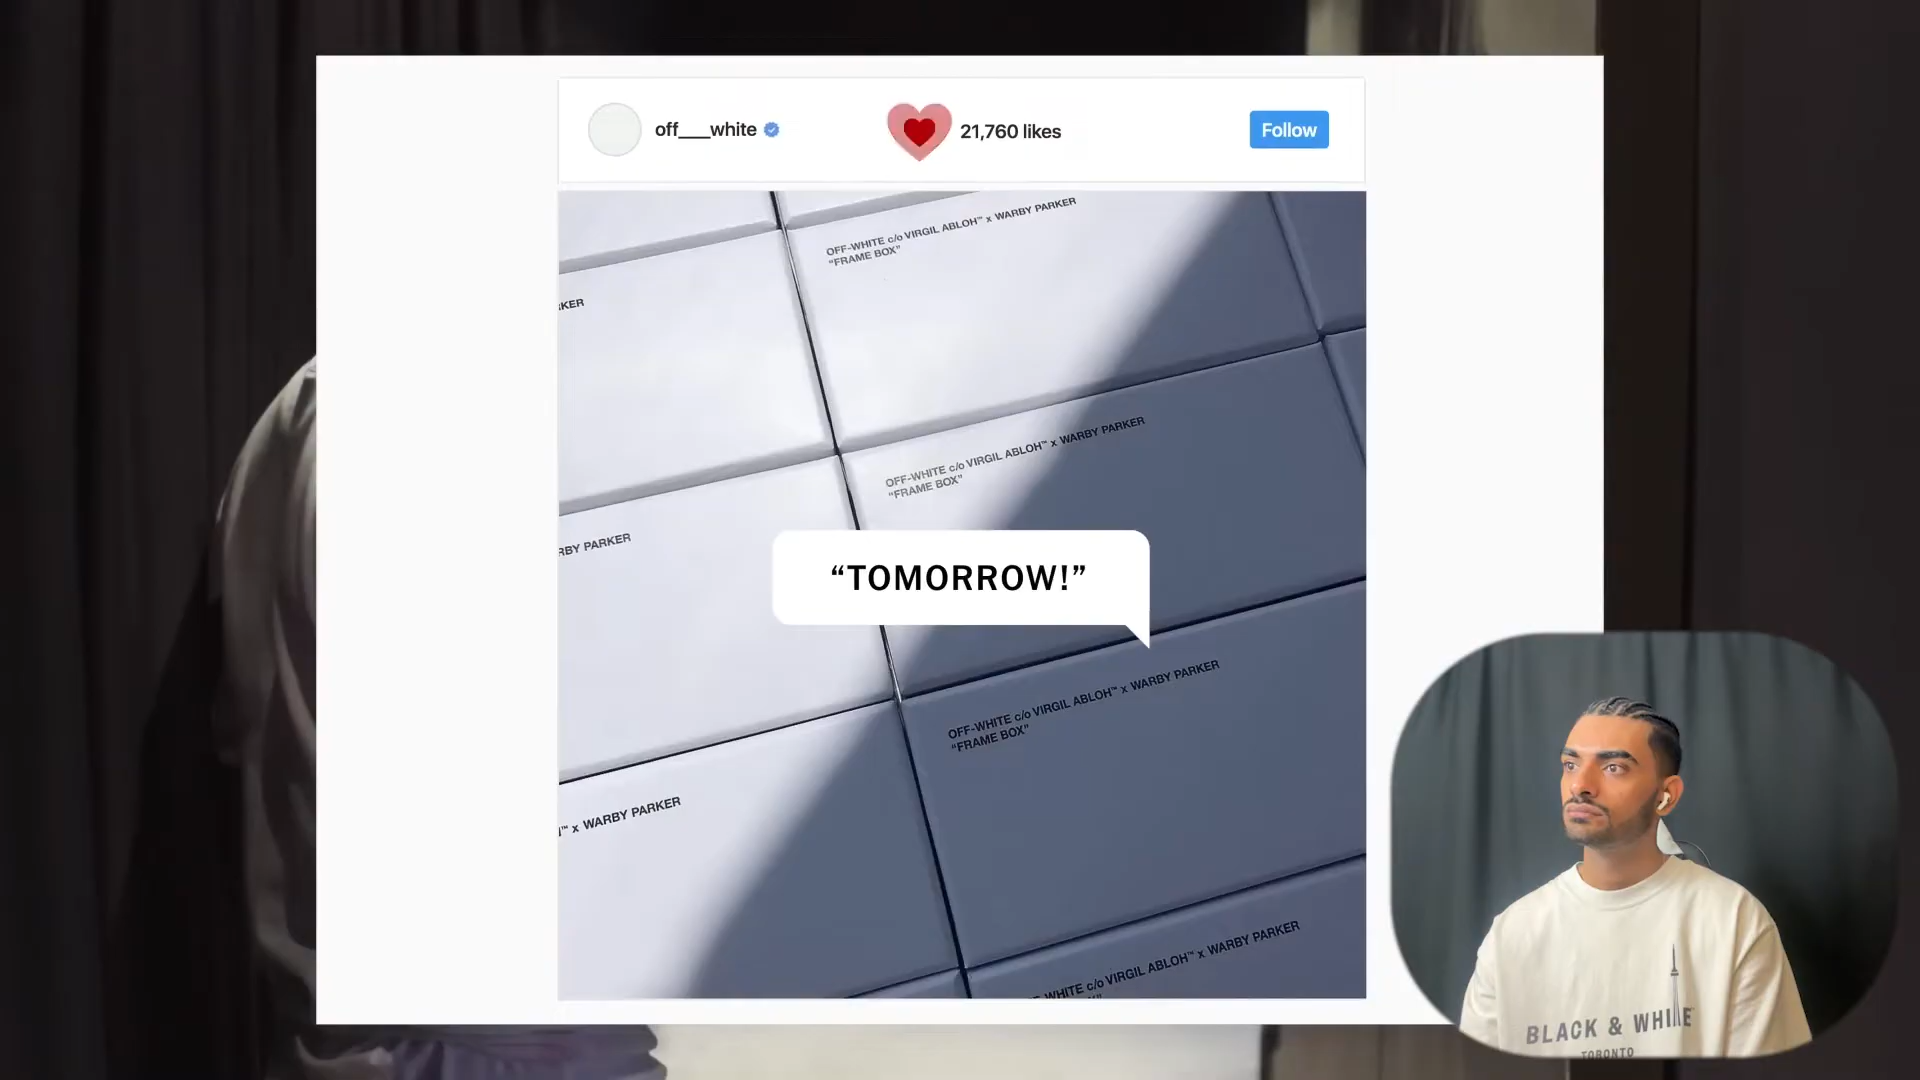 off___white
21,760 likes
Follow
OFF-WHITE c/o VIRGIL ABLOH™ x WARBY PARKER
“FRAME BOX”
KER
OFF-WHITE c/o VIRGIL ABLOH™ x WARBY PARKER
“FRAME BOX”
RBY PARKER
“TOMORROW!”
OFF-WHITE c/o VIRGIL ABLOH™ x WARBY PARKER
“FRAME BOX”
™ x WARBY PARKER
WHITE c/o VIRGIL ABLOH™ x WARBY PARKER
BLACK & WHITE
TORONTO